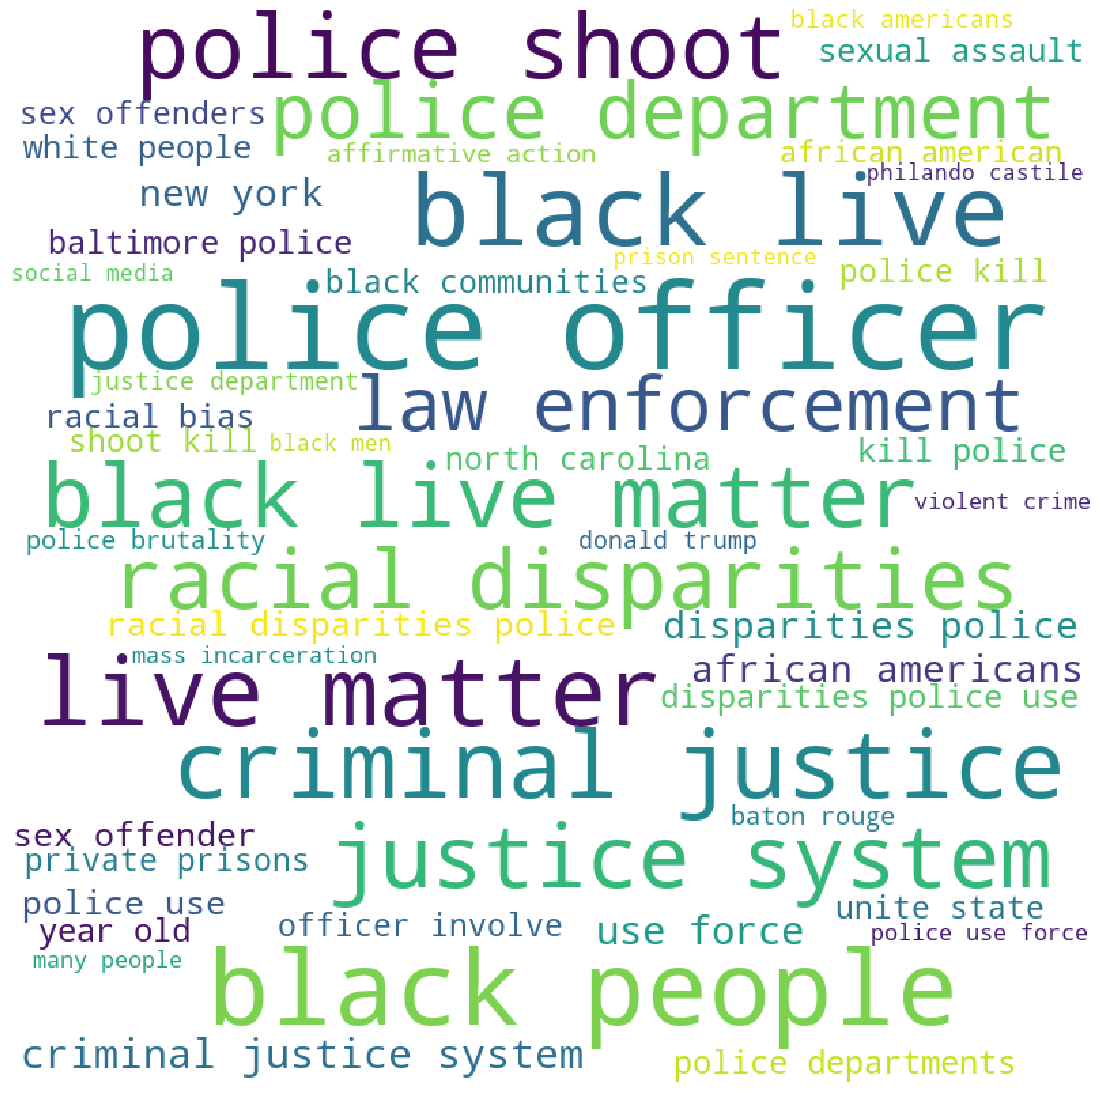 police shoot
black americans
sexual assault
sex offenders
police department
white people
affirmative action
african american
philando castile
new york
black live
baltimore police
prison sentence
social media
black communities
police kill
police officer
justice department
law enforcement
racial bias
shoot kill
black men
north carolina
kill police
black live matter
violent crime
police brutality
donald trump
racial disparities
racial disparities police
disparities police
mass incarceration
live matter
african americans
disparities police use
criminal justice
baton rouge
sex offender
justice system
private prisons
police use
unite state
year old
officer involve
use force
police use force
many people
black people
criminal justice system
police departments